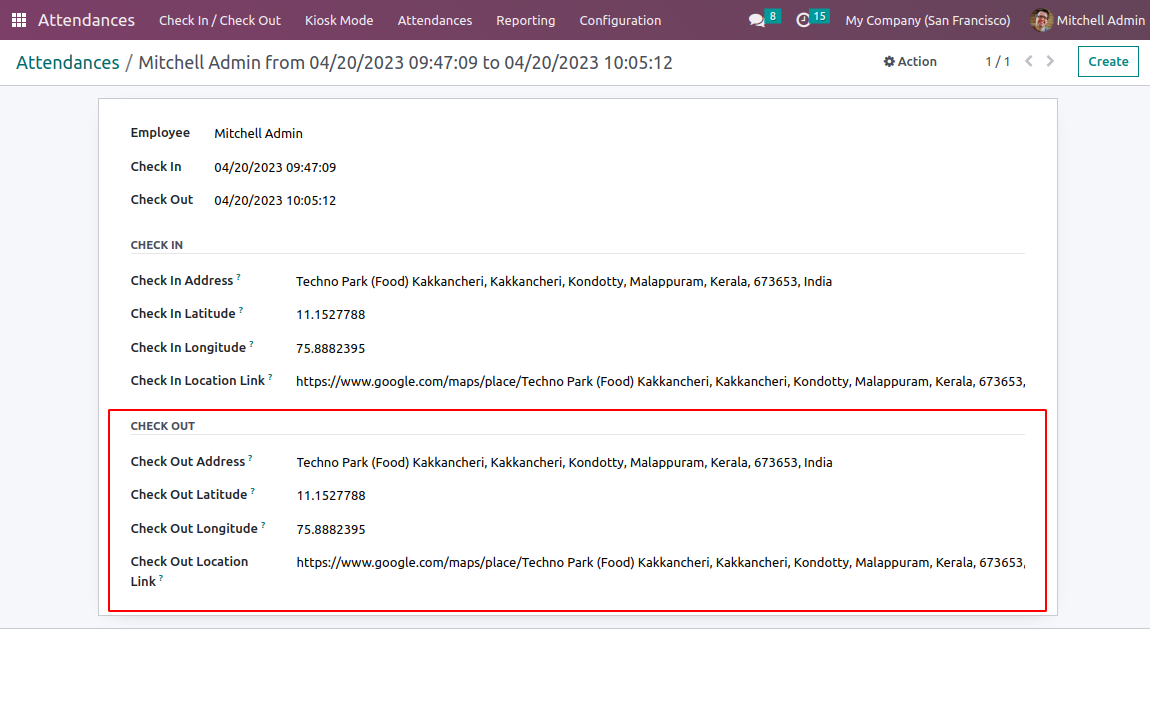 Attendances Check In / Check Out Kiosk Mode Attendances Reporting Configuration 8 15 My Company (San Francisco) Mitchell Admin
Attendances / Mitchell Admin from 04/20/2023 09:47:09 to 04/20/2023 10:05:12 Action 1 / 1 Create
Employee Mitchell Admin
Check In 04/20/2023 09:47:09
Check Out 04/20/2023 10:05:12
CHECK IN
Check In Address ? Techno Park (Food) Kakkancheri, Kakkancheri, Kondotty, Malappuram, Kerala, 673653, India
Check In Latitude ? 11.1527788
Check In Longitude ? 75.8882395
Check In Location Link ? https://www.google.com/maps/place/Techno Park (Food) Kakkancheri, Kakkancheri, Kondotty, Malappuram, Kerala, 673653,
CHECK OUT
Check Out Address ? Techno Park (Food) Kakkancheri, Kakkancheri, Kondotty, Malappuram, Kerala, 673653, India
Check Out Latitude ? 11.1527788
Check Out Longitude ? 75.8882395
Check Out Location https://www.google.com/maps/place/Techno Park (Food) Kakkancheri, Kakkancheri, Kondotty, Malappuram, Kerala, 673653,
Link ?